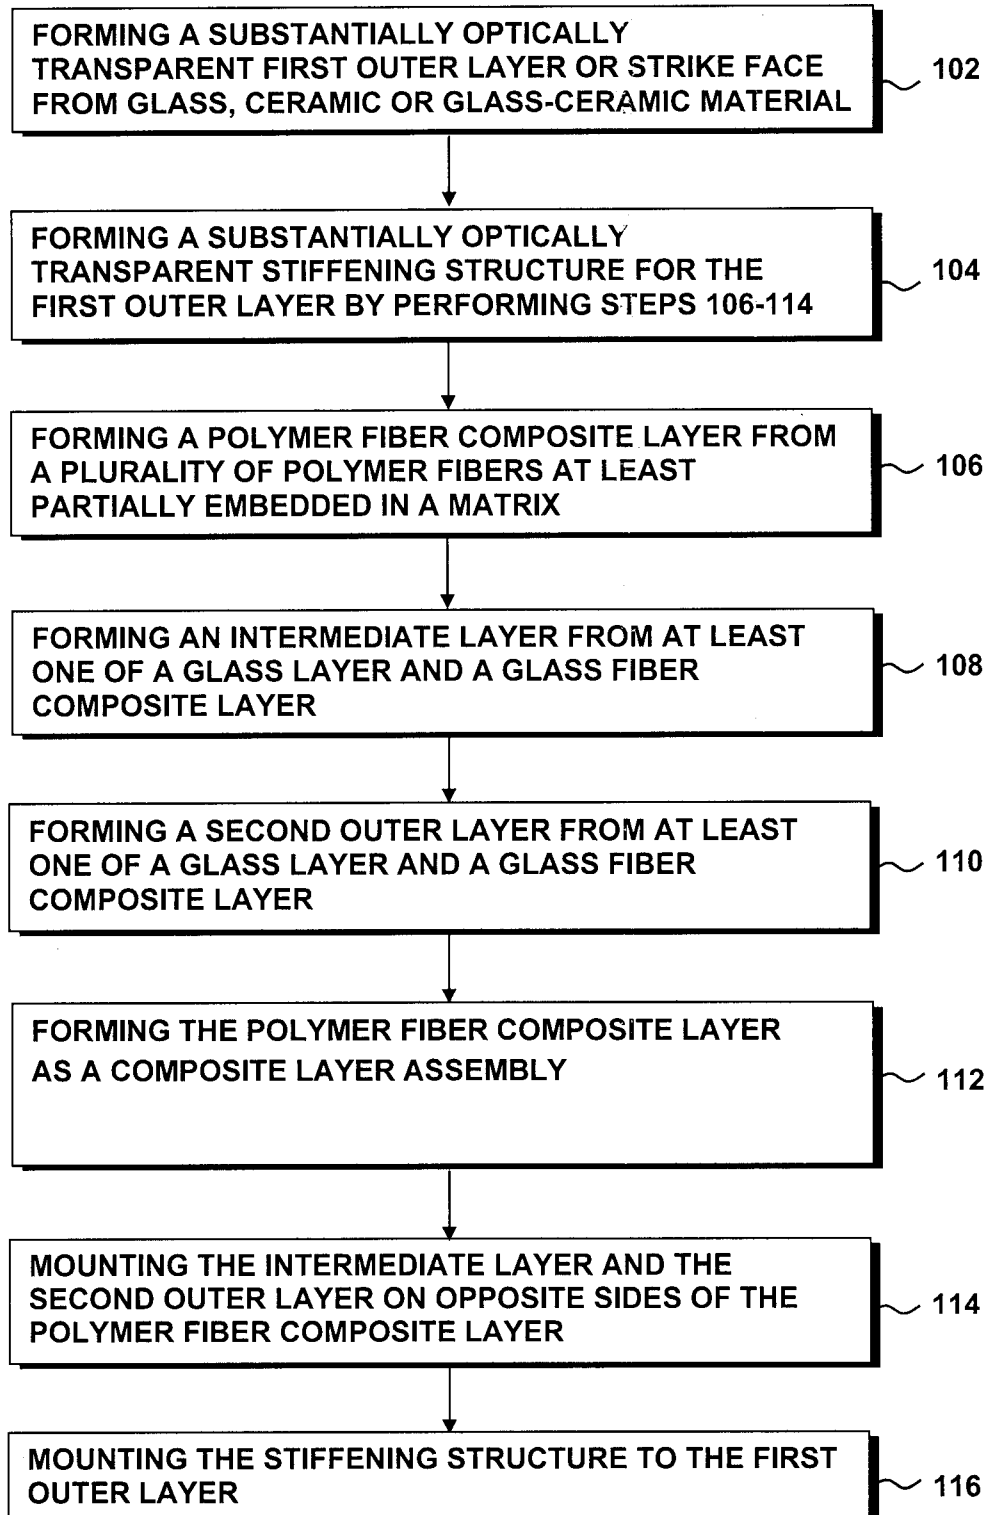 FORMING A SUBSTANTIALLY OPTICALLY
TRANSPARENT FIRST OUTER LAYER OR STRIKE FACE
FROM GLASS, CERAMIC OR GLASS-CERAMIC MATERIAL
102
FORMING A SUBSTANTIALLY OPTICALLY
TRANSPARENT STIFFENING STRUCTURE FOR THE
FIRST OUTER LAYER BY PERFORMING STEPS 106-114
104
FORMING A POLYMER FIBER COMPOSITE LAYER FROM
A PLURALITY OF POLYMER FIBERS AT LEAST
PARTIALLY EMBEDDED IN A MATRIX
106
FORMING AN INTERMEDIATE LAYER FROM AT LEAST
ONE OF A GLASS LAYER AND A GLASS FIBER
COMPOSITE LAYER
108
FORMING A SECOND OUTER LAYER FROM AT LEAST
ONE OF A GLASS LAYER AND A GLASS FIBER
COMPOSITE LAYER
110
FORMING THE POLYMER FIBER COMPOSITE LAYER
AS A COMPOSITE LAYER ASSEMBLY
112
MOUNTING THE INTERMEDIATE LAYER AND THE
SECOND OUTER LAYER ON OPPOSITE SIDES OF THE
POLYMER FIBER COMPOSITE LAYER
114
MOUNTING THE STIFFENING STRUCTURE TO THE FIRST
OUTER LAYER
116